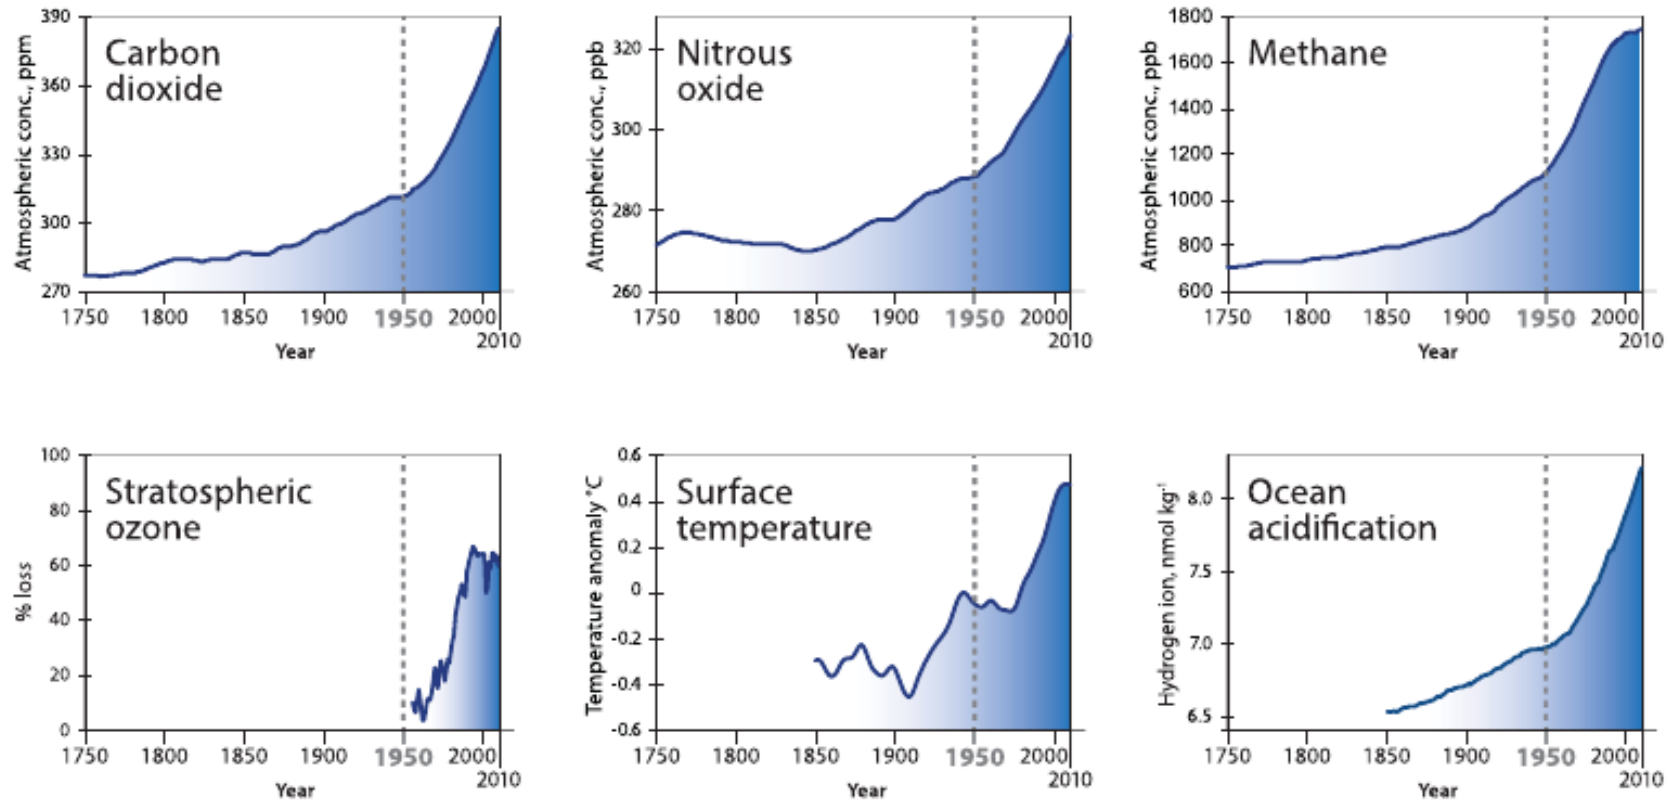 Carbon
dioxide
Atmospheric conc., ppm
390
360
330
300
270
1750 1800 1850 1900 1950 2000
2010
Year
Nitrous
oxide
Atmospheric conc., ppb
320
300
280
260
1750 1800 1850 1900 1950 2000
2010
Year
Methane
Atmospheric conc., ppb
1800
1600
1400
1200
1000
800
600
1750 1800 1850 1900 1950 2000
2010
Year
Stratospheric
ozone
% loss
100
80
60
40
20
0
1750 1800 1850 1900 1950 2000
2010
Year
Surface
temperature
Temperature anomaly °C
0.6
0.4
0.2
0
-0.2
-0.4
-0.6
1750 1800 1850 1900 1950 2000
2010
Year
Ocean
acidification
Hydrogen ion, nmol kg⁻¹
8.0
7.5
7.0
6.5
1750 1800 1850 1900 1950 2000
2010
Year